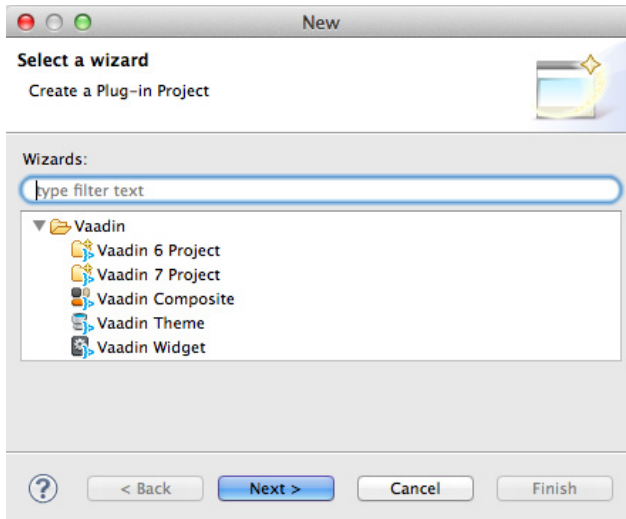 New
Select a wizard
Create a Plug-in Project
Wizards:
type filter text
Vaadin
Vaadin 6 Project
Vaadin 7 Project
Vaadin Composite
Vaadin Theme
Vaadin Widget
? < Back Next > Cancel Finish